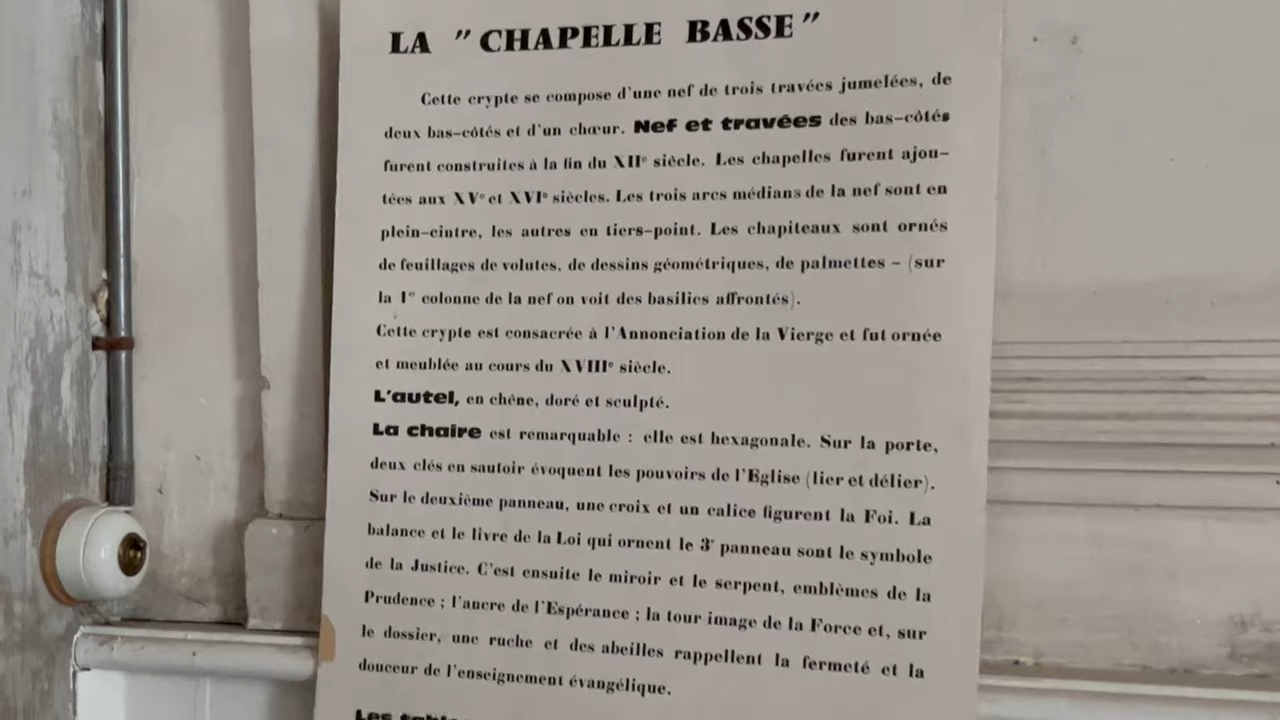 LA "CHAPELLE BASSE"
Cette crypte se compose d'une nef de trois travées jumelées, de
deux bas-côtés et d'un chœur. Nef et travées des bas-côtés
furent construites à la fin du XIIe siècle. Les chapelles furent ajou-
tées aux XVe et XVIe siècles. Les trois arcs médians de la nef sont en
plein-cintre, les autres en tiers-point. Les chapiteaux sont ornés
de feuillages de volutes, de dessins géométriques, de palmettes - (sur
la 1re colonne de la nef on voit des basilics affrontés).
Cette crypte est consacrée à l'Annonciation de la Vierge et fut ornée
et meublée au cours du XVIIIe siècle.
L'autel, en chêne, doré et sculpté.
La chaire est remarquable : elle est hexagonale. Sur la porte,
deux clés en sautoir évoquent les pouvoirs de l'Eglise (lier et délier).
Sur le deuxième panneau, une croix et un calice figurent la Foi. La
balance et le livre de la Loi qui ornent le 3e panneau sont le symbole
de la Justice. C'est ensuite le miroir et le serpent, emblèmes de la
Prudence ; l'ancre de l'Espérance ; la tour image de la Force et, sur
le dossier, une ruche et des abeilles rappellent la fermeté et la
douceur de l'enseignement évangélique.
Les